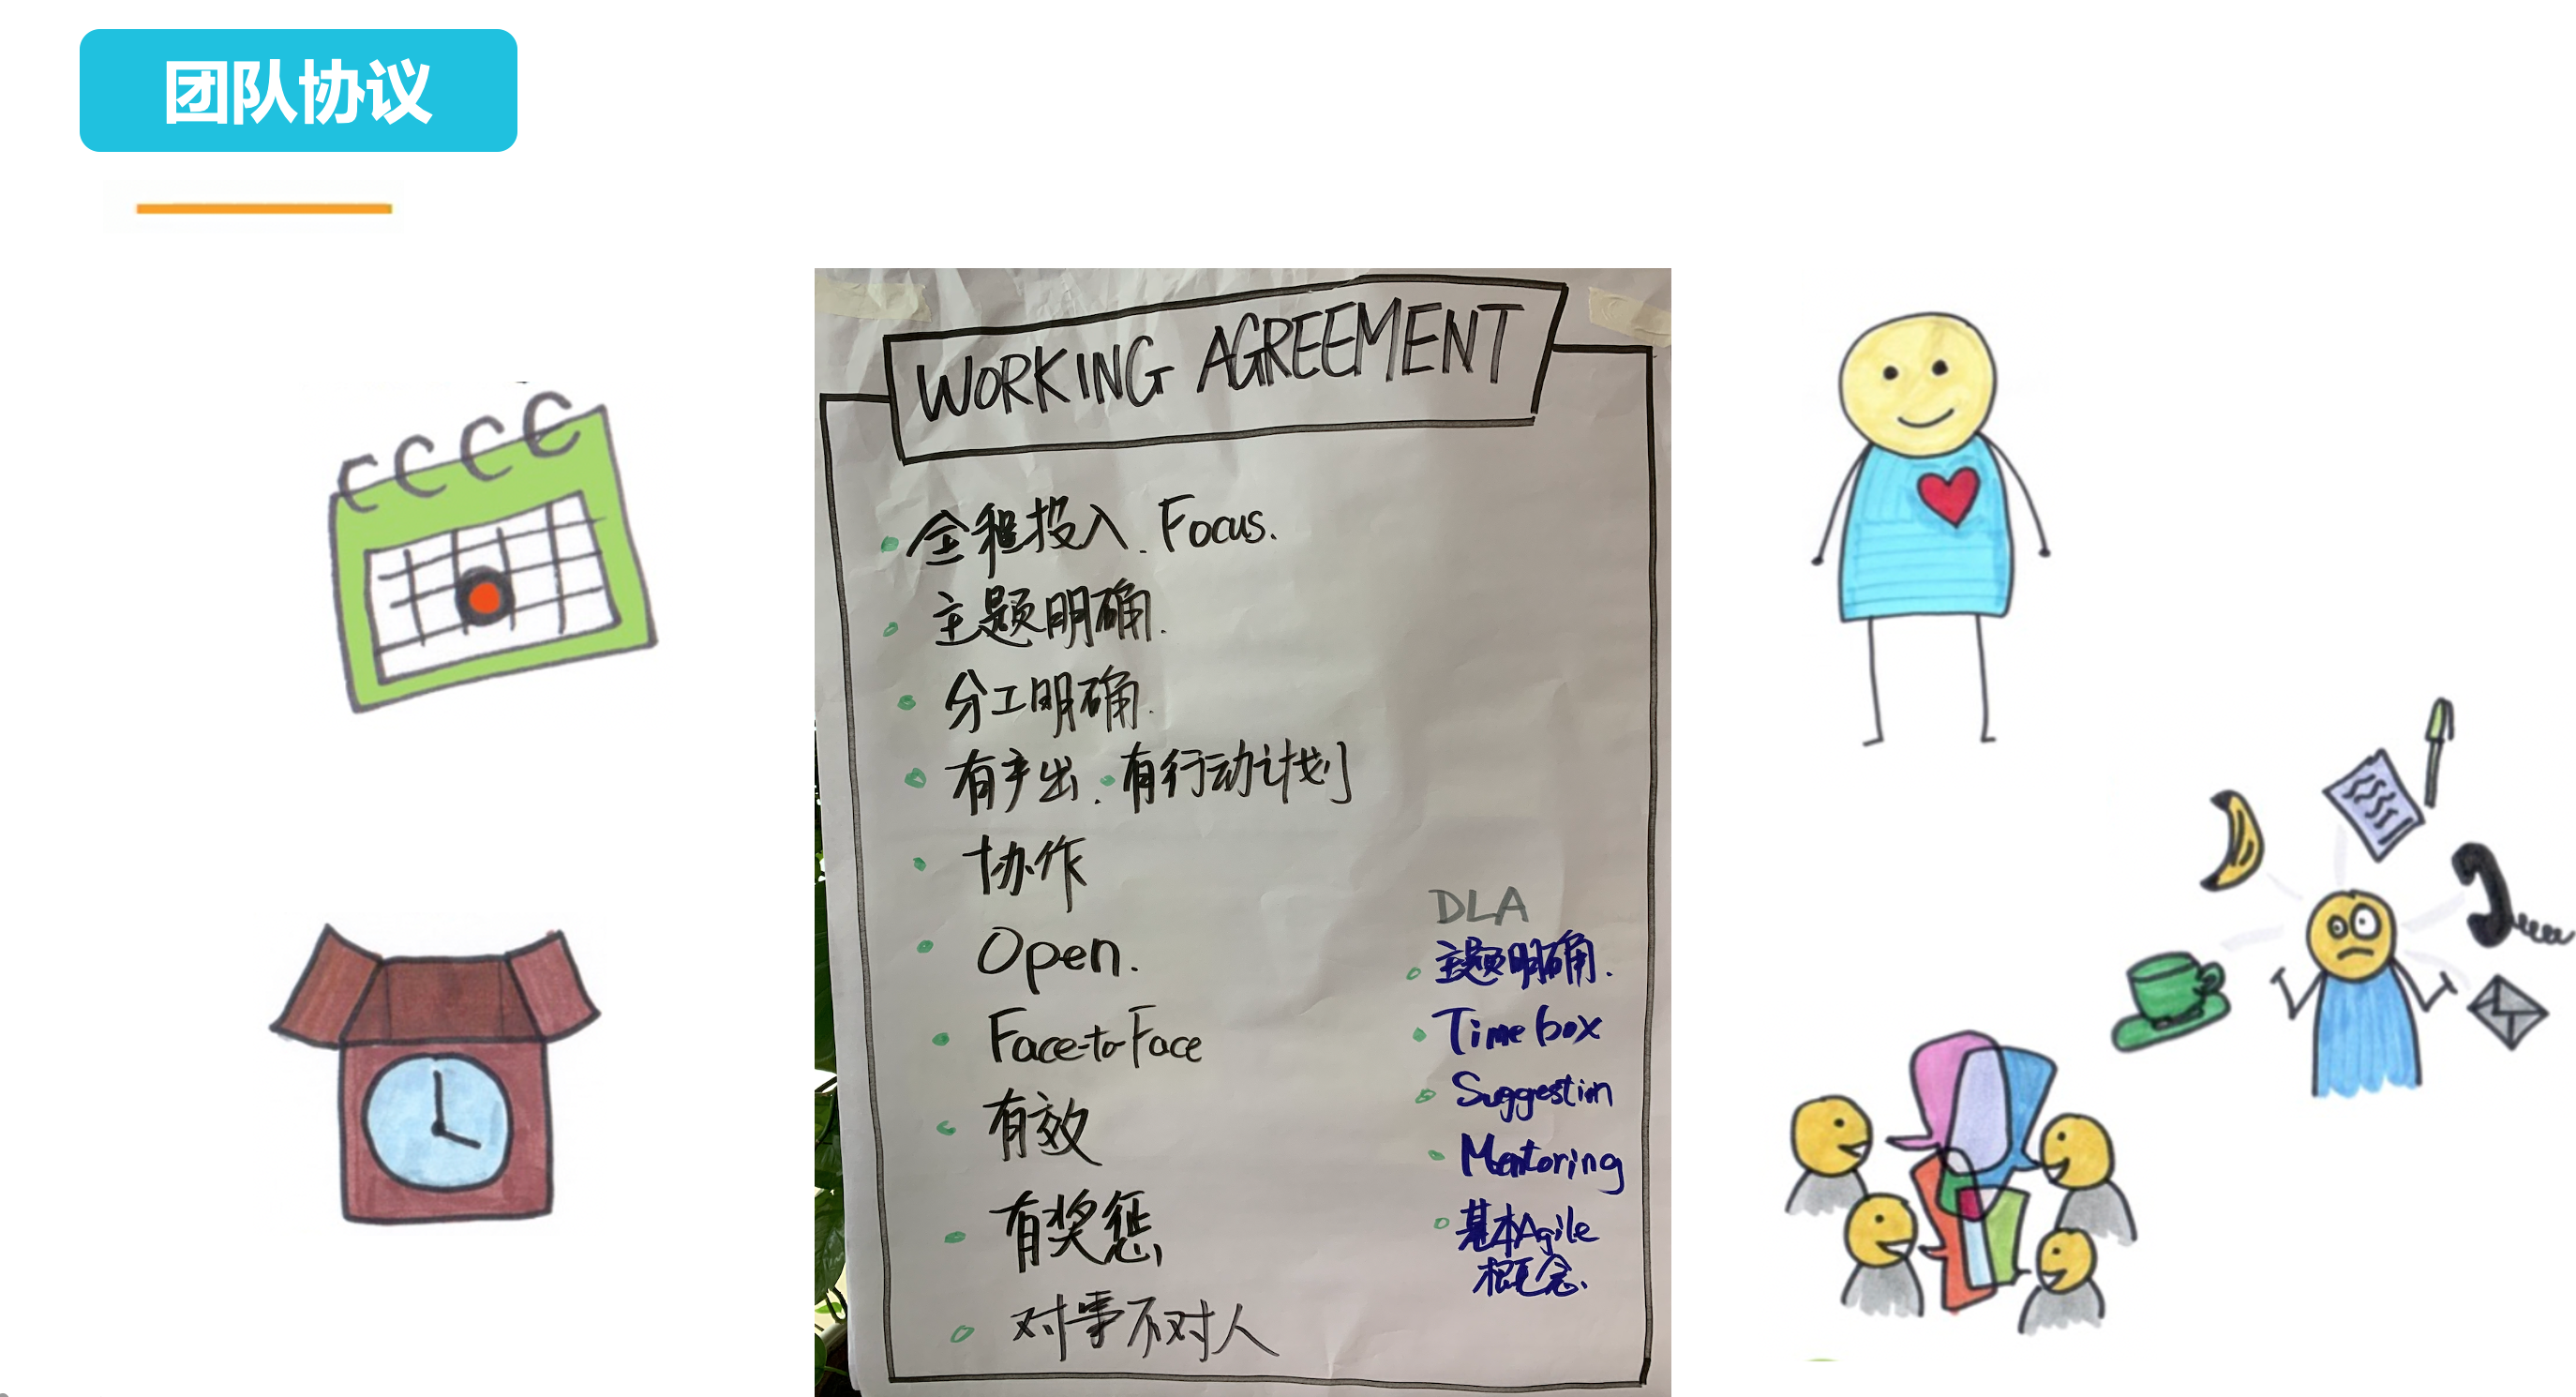 团队协议
WORKING AGREEMENT
全程投入. Focus.
主题明确.
分工明确.
有产出. 有行动计划
协作
Open.
Face-to-Face
有效
有奖惩
对事不对人
DLA
主题明确.
Time box
Suggestion
Mentoring
基本Agile
概念.